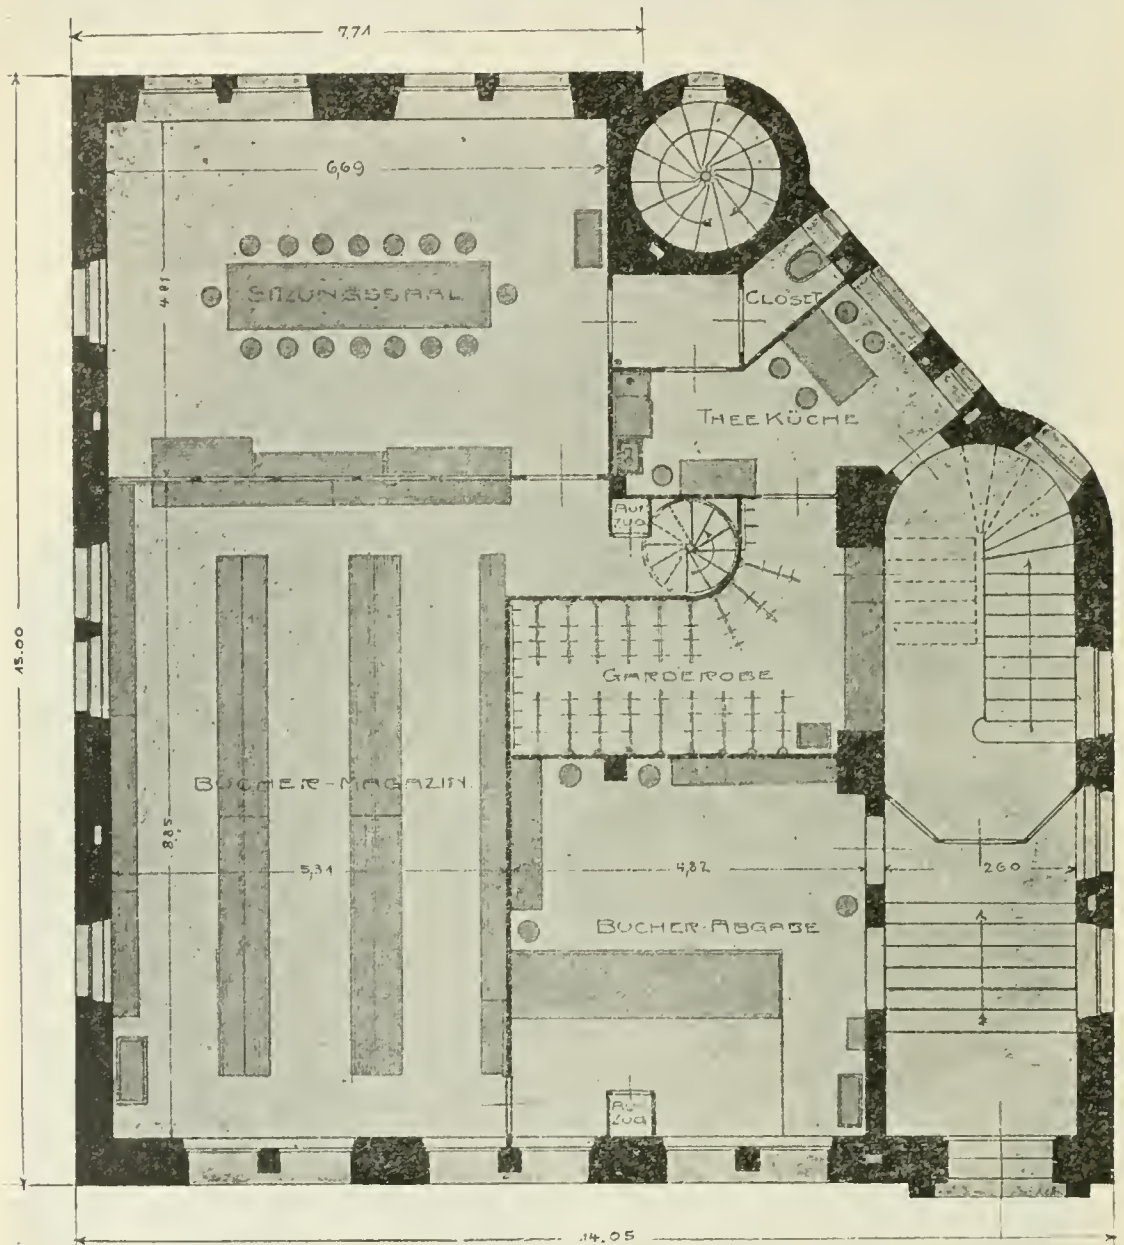 7,71
6,69
4,81
SITZUNGSSAAL
CLOSET
THEEKÜCHE
AUF
ZUG
15.00
GARDEROBE
BÜCHER-MAGAZIN
8,85
5,31
4,82
2,60
BÜCHER-ABGABE
AUF
ZUG
14.05